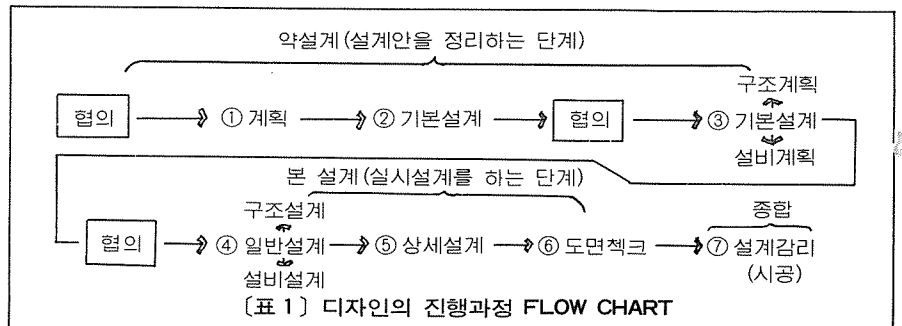 약설계(설계안을 정리하는 단계)
구조계획
협의 ① 계획 ② 기본설계 협의 ③ 기본설계
설비계획
본 설계(실시설계를 하는 단계)
구조설계 종합
협의 ④ 일반설계 ⑤ 상세설계 ⑥ 도면첵크 ⑦ 설계감리
설비설계 (시공)
〔표 1〕 디자인의 진행과정 FLOW CHART